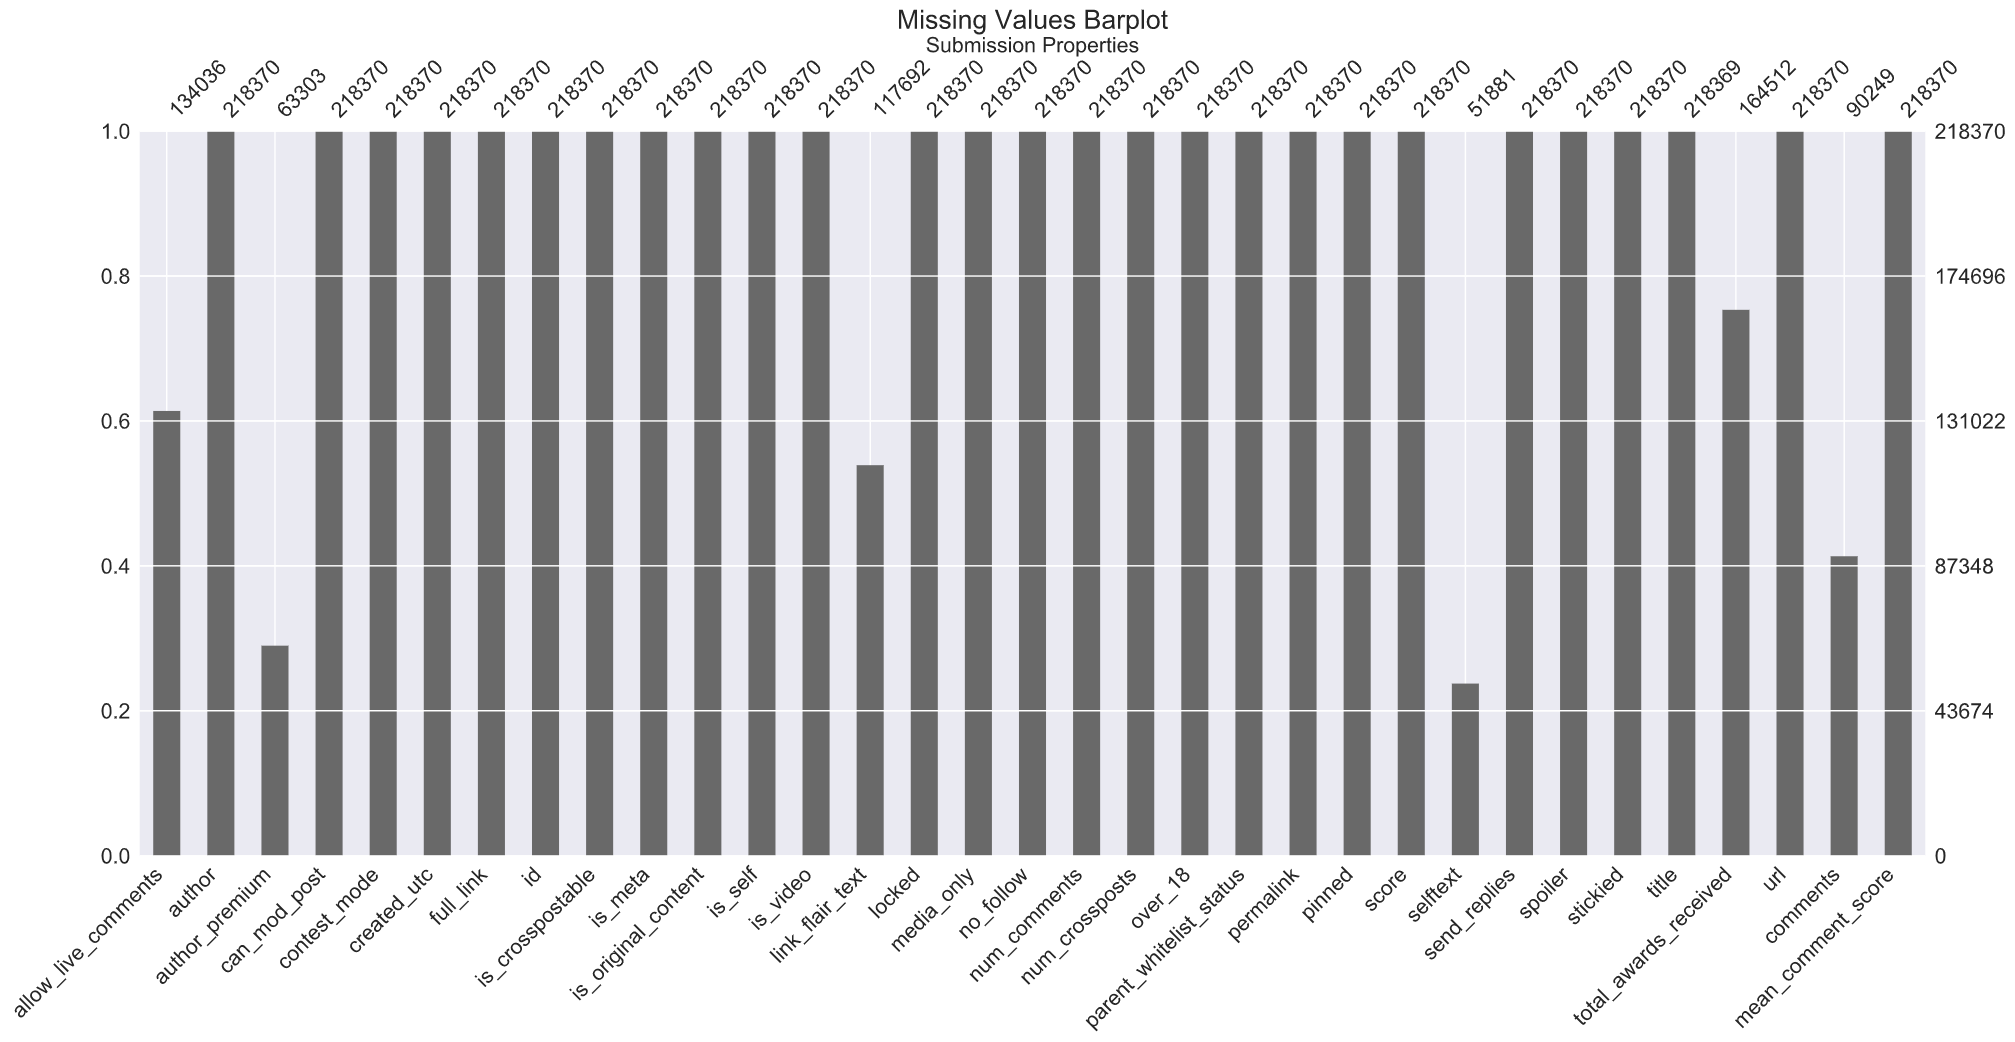 Missing Values Barplot
Submission Properties
134036
218370
63303
218370
218370
218370
218370
218370
218370
218370
218370
218370
218370
117692
218370
218370
218370
218370
218370
218370
218370
218370
218370
218370
51881
218370
218370
218370
218369
164512
218370
90249
218370
1.0
218370
0.8
174696
0.6
131022
0.4
87348
0.2
43674
0.0
0
allow_live_comments
author
author_premium
can_mod_post
contest_mode
created_utc
full_link
id
is_crosspostable
is_meta
is_original_content
is_self
is_video
link_flair_text
locked
media_only
no_follow
num_comments
num_crossposts
over_18
parent_whitelist_status
permalink
pinned
score
selftext
send_replies
spoiler
stickied
title
total_awards_received
url
comments
mean_comment_score